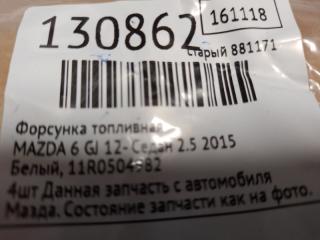 130862
161118
старый 881171
Форсунка топливная
MAZDA 6 GJ 12- Седан 2.5 2015
Белый, 11R0504982
4шт Данная запчасть с автомобиля
Мазда. Состояние запчасти как на фото.